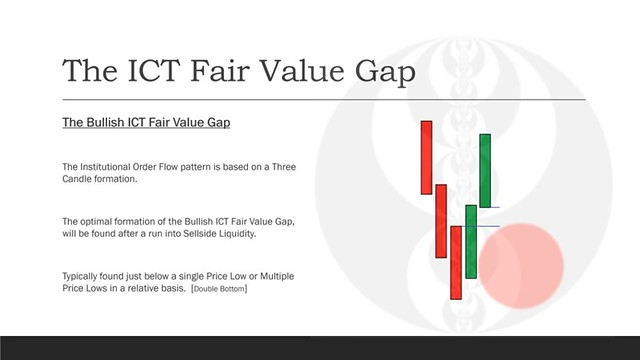 The ICT Fair Value Gap
The Bullish ICT Fair Value Gap
The Institutional Order Flow pattern is based on a Three
Candle formation.
The optimal formation of the Bullish ICT Fair Value Gap,
will be found after a run into Sellside Liquidity.
Typically found just below a single Price Low or Multiple
Price Lows in a relative basis.  [Double Bottom]